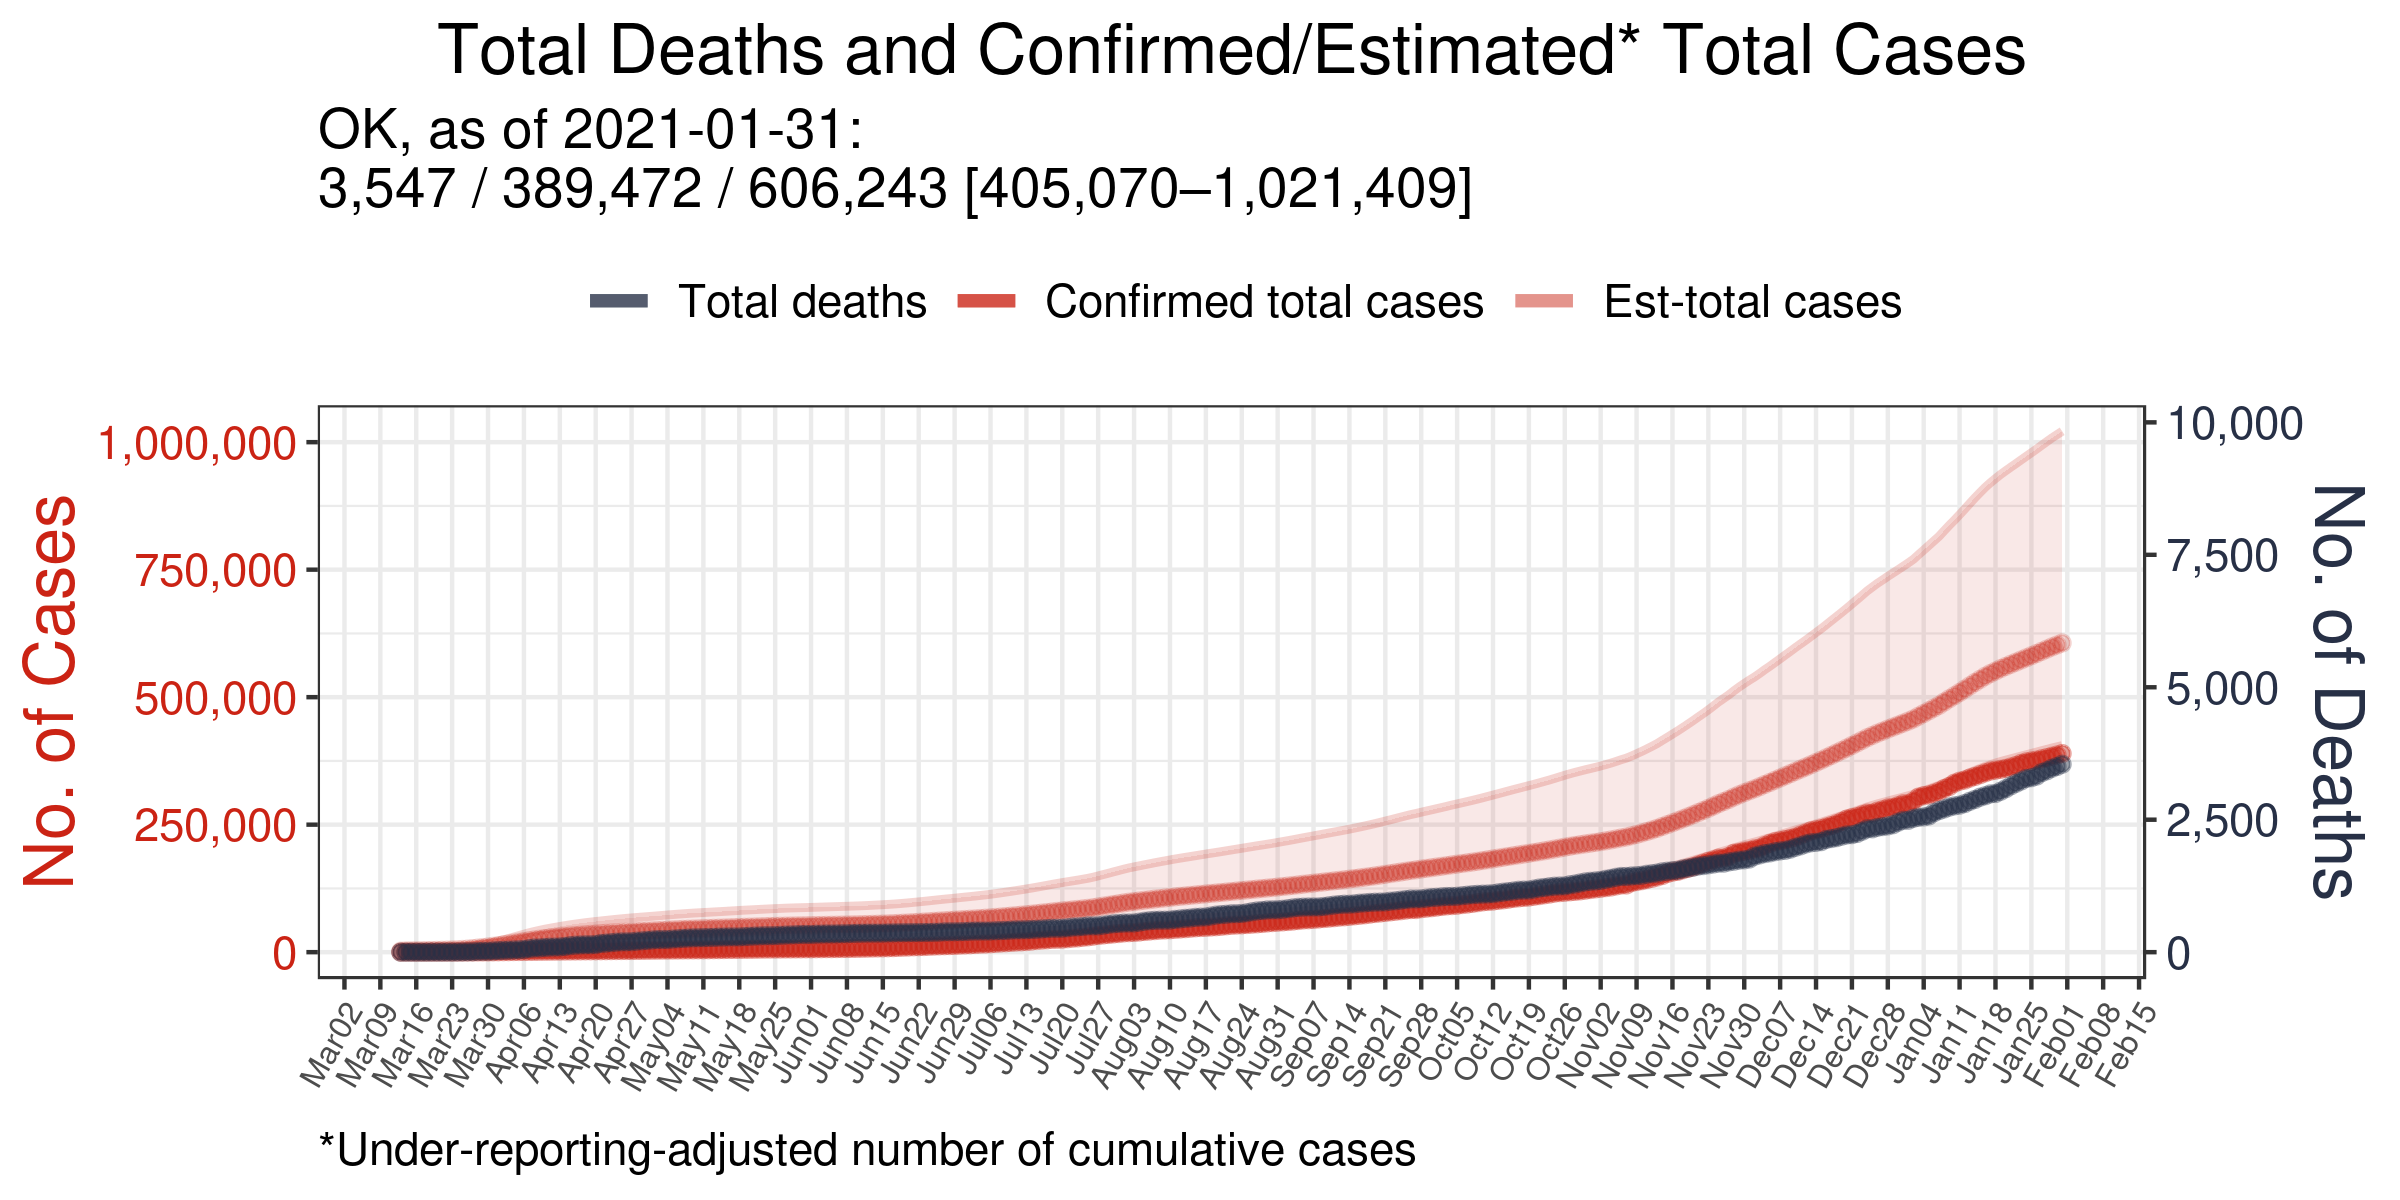 Total Deaths and Confirmed/Estimated* Total Cases
OK, as of 2021-01-31:
3,547 / 389,472 / 606,243 [405,070–1,021,409]
Total deaths
Confirmed total cases
Est-total cases
No. of Cases
1,000,000
750,000
500,000
250,000
0
10,000
7,500
5,000
2,500
0
No. of Deaths
Mar02
Mar09
Mar16
Mar23
Mar30
Apr06
Apr13
Apr20
Apr27
May04
May11
May18
May25
Jun01
Jun08
Jun15
Jun22
Jun29
Jul06
Jul13
Jul20
Jul27
Aug03
Aug10
Aug17
Aug24
Aug31
Sep07
Sep14
Sep21
Sep28
Oct05
Oct12
Oct19
Oct26
Nov02
Nov09
Nov16
Nov23
Nov30
Dec07
Dec14
Dec21
Dec28
Jan04
Jan11
Jan18
Jan25
Feb01
Feb08
Feb15
*Under-reporting-adjusted number of cumulative cases